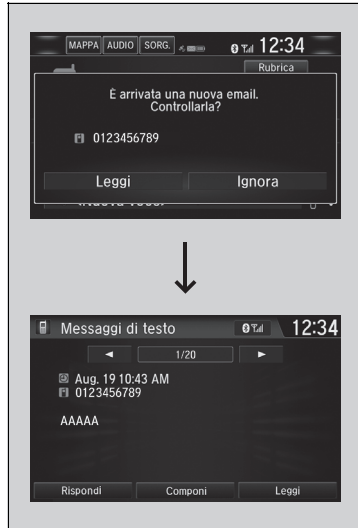 MAPPA AUDIO SORG. 12:34
Rubrica
È arrivata una nuova email.
Controllarla?
0123456789
Leggi Ignora
Messaggi di testo 12:34
◄ 1/20 ►
Aug. 19 10:43 AM
0123456789
AAAAA
Rispondi Componi Leggi